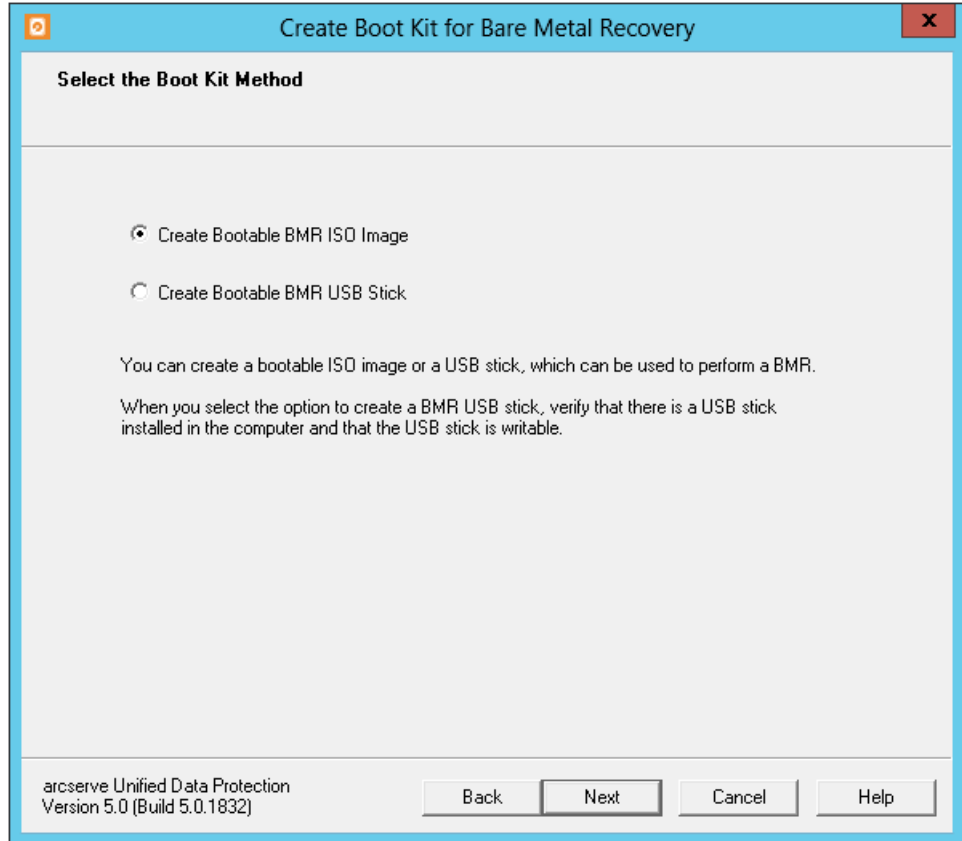 Create Boot Kit for Bare Metal Recovery
X
Select the Boot Kit Method
Create Bootable BMR ISO Image
Create Bootable BMR USB Stick
You can create a bootable ISO image or a USB stick, which can be used to perform a BMR.
When you select the option to create a BMR USB stick, verify that there is a USB stick
installed in the computer and that the USB stick is writable.
arcserve Unified Data Protection
Version 5.0 (Build 5.0.1832)
Back Next Cancel Help